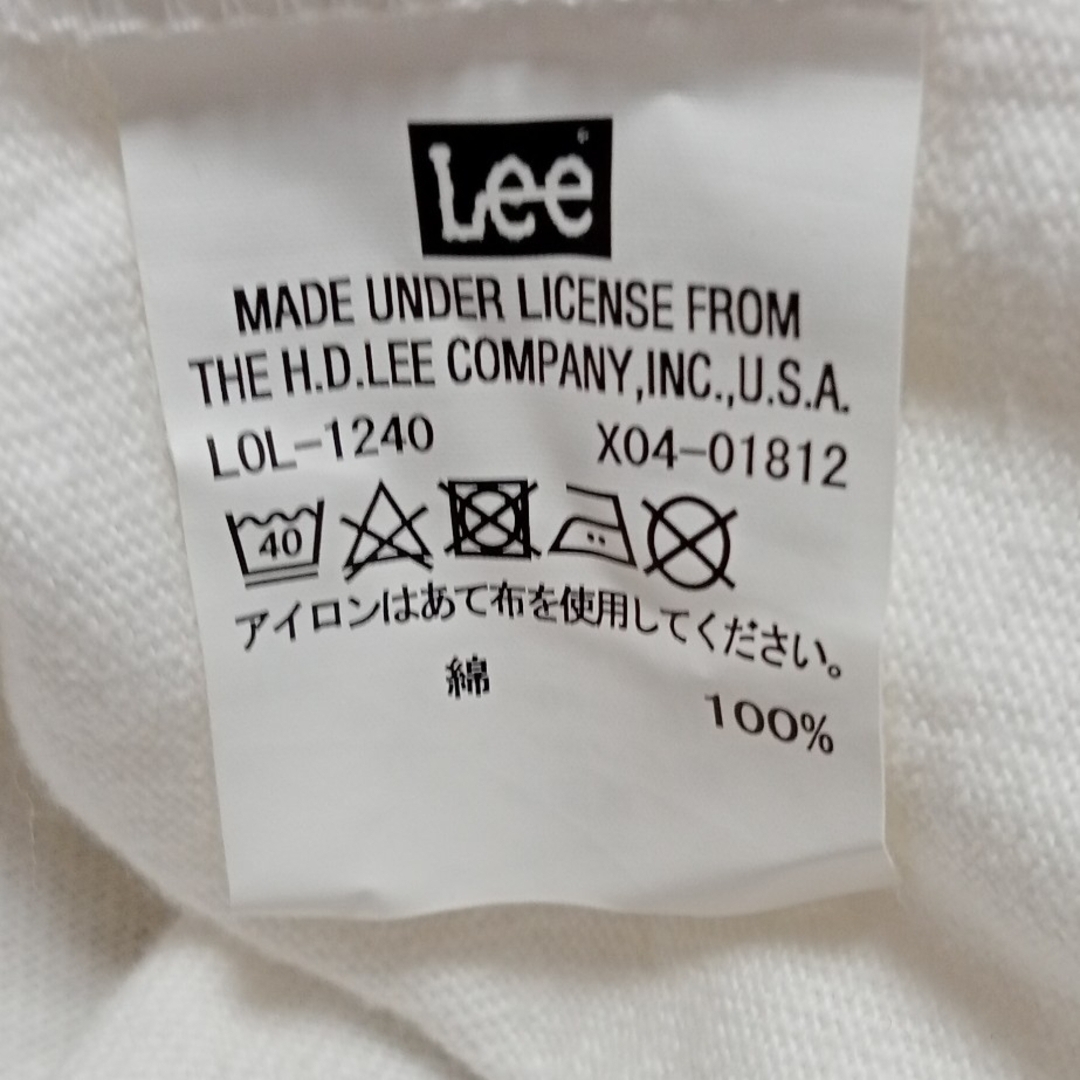 Lee
MADE UNDER LICENSE FROM
THE H.D.LEE COMPANY,INC.,U.S.A.
LOL-1240 X04-01812
40
アイロンはあて布を使用してください。
綿 100%